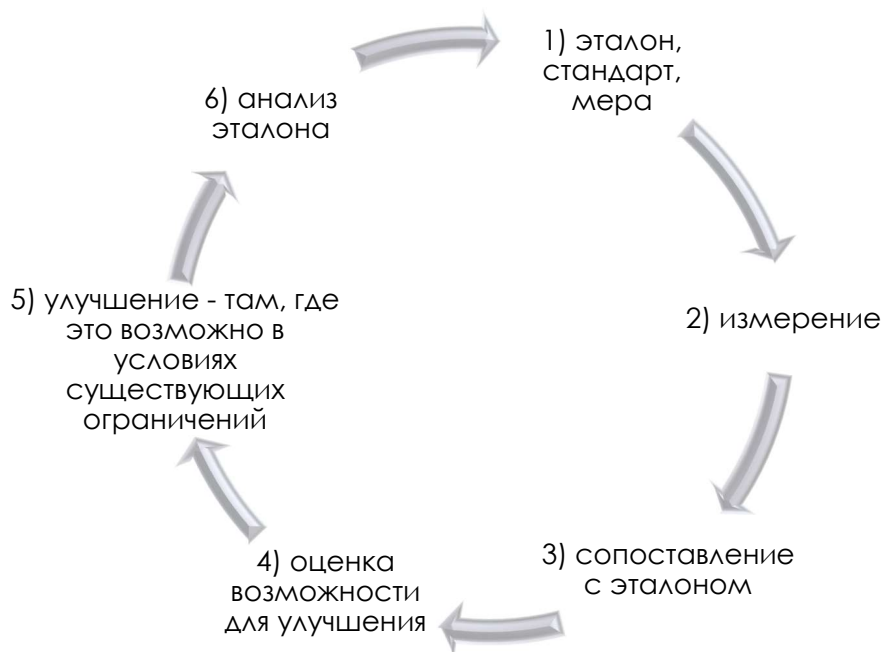 1) эталон,
стандарт,
мера
2) измерение
3) сопоставление
с эталоном
4) оценка
возможности
для улучшения
5) улучшение - там, где
это возможно в
условиях
существующих
ограничений
6) анализ
эталона